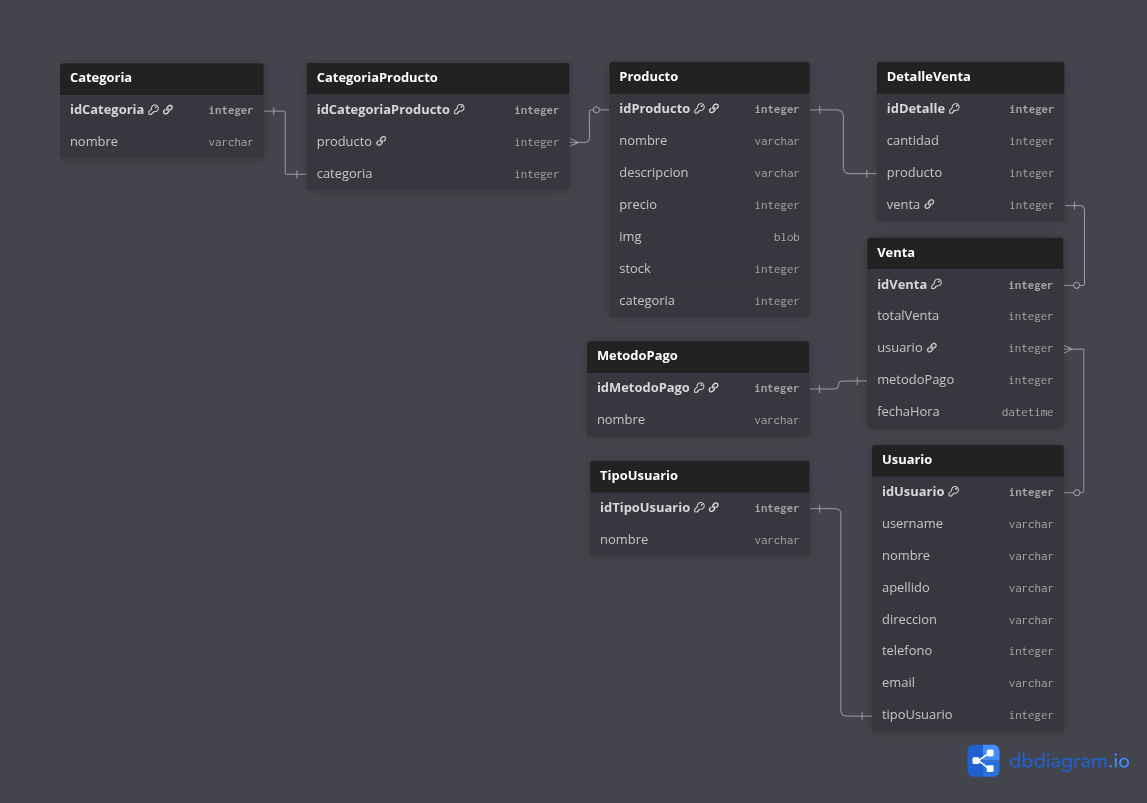 Categoria
idCategoria integer
nombre varchar
CategoriaProducto
idCategoriaProducto integer
producto integer
categoria integer
Producto
idProducto integer
nombre varchar
descripcion varchar
precio integer
img blob
stock integer
categoria integer
DetalleVenta
idDetalle integer
cantidad integer
producto integer
venta integer
Venta
idVenta integer
totalVenta integer
usuario integer
metodoPago integer
fechaHora datetime
MetodoPago
idMetodoPago integer
nombre varchar
TipoUsuario
idTipoUsuario integer
nombre varchar
Usuario
idUsuario integer
username varchar
nombre varchar
apellido varchar
direccion varchar
telefono integer
email varchar
tipoUsuario integer
dbdiagram.io